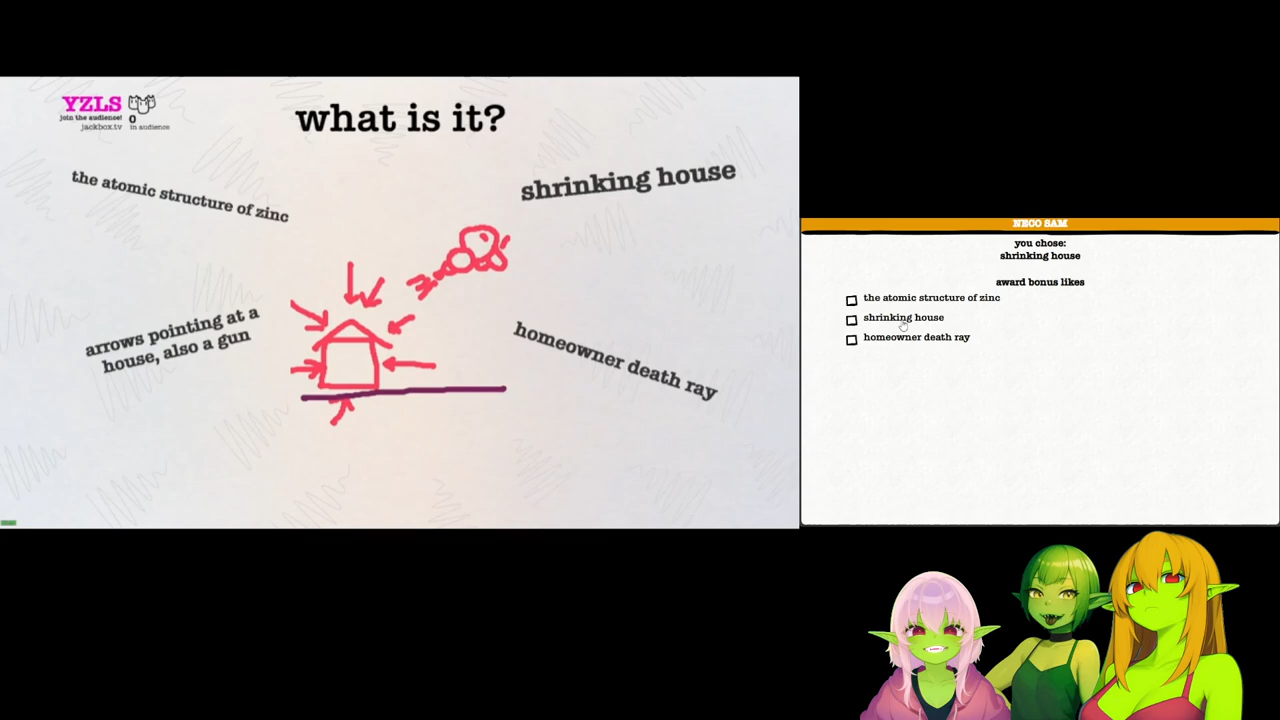 YZLS
join the audience!
jackbox.tv
0
in audience
what is it?
the atomic structure of zinc
shrinking house
arrows pointing at a
house, also a gun
homeowner death ray
NECO SAM
you chose:
shrinking house
award bonus likes
the atomic structure of zinc
shrinking house
homeowner death ray